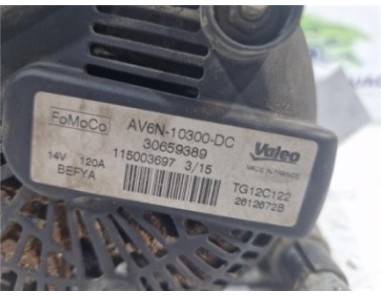 FoMoCo
AV6N-10300-DC
30659389
Valeo
MADE IN FRANCE
14V 120A
115003697 3/15
BEFYA
TG12C122
2612672B